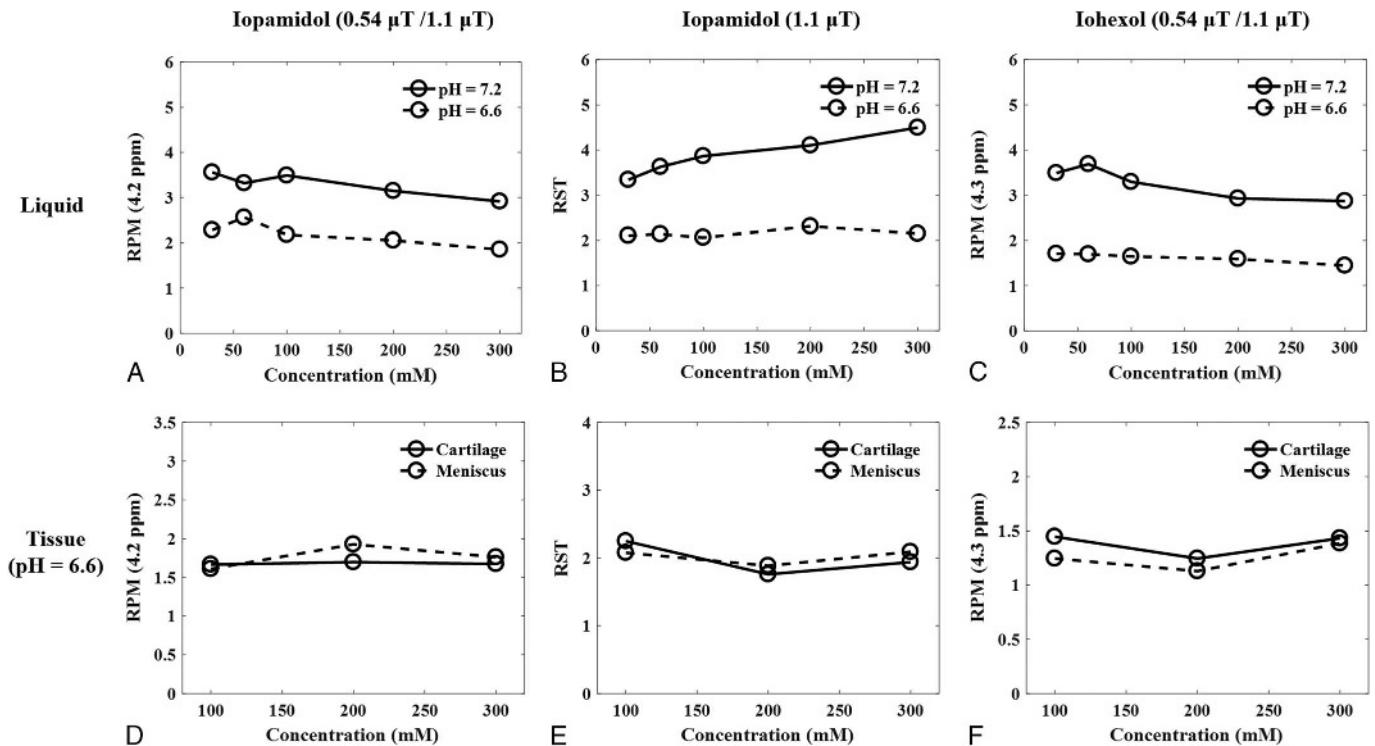 Iopamidol (0.54 μT /1.1 μT)
Iopamidol (1.1 μT)
Iohexol (0.54 μT /1.1 μT)
Liquid
6
5
4
3
2
1
0
RPM (4.2 ppm)
pH = 7.2
pH = 6.6
0 50 100 150 200 250 300
Concentration (mM)
A
6
5
4
3
2
1
0
RST
pH = 7.2
pH = 6.6
0 50 100 150 200 250 300
Concentration (mM)
B
6
5
4
3
2
1
0
RPM (4.3 ppm)
pH = 7.2
pH = 6.6
0 50 100 150 200 250 300
Concentration (mM)
C
Tissue
(pH = 6.6)
3.5
3
2.5
2
1.5
1
0.5
0
RPM (4.2 ppm)
Cartilage
Meniscus
100 150 200 250 300
Concentration (mM)
D
4
3
2
1
0
RST
Cartilage
Meniscus
100 150 200 250 300
Concentration (mM)
E
2.5
2
1.5
1
0.5
0
RPM (4.3 ppm)
Cartilage
Meniscus
100 150 200 250 300
Concentration (mM)
F